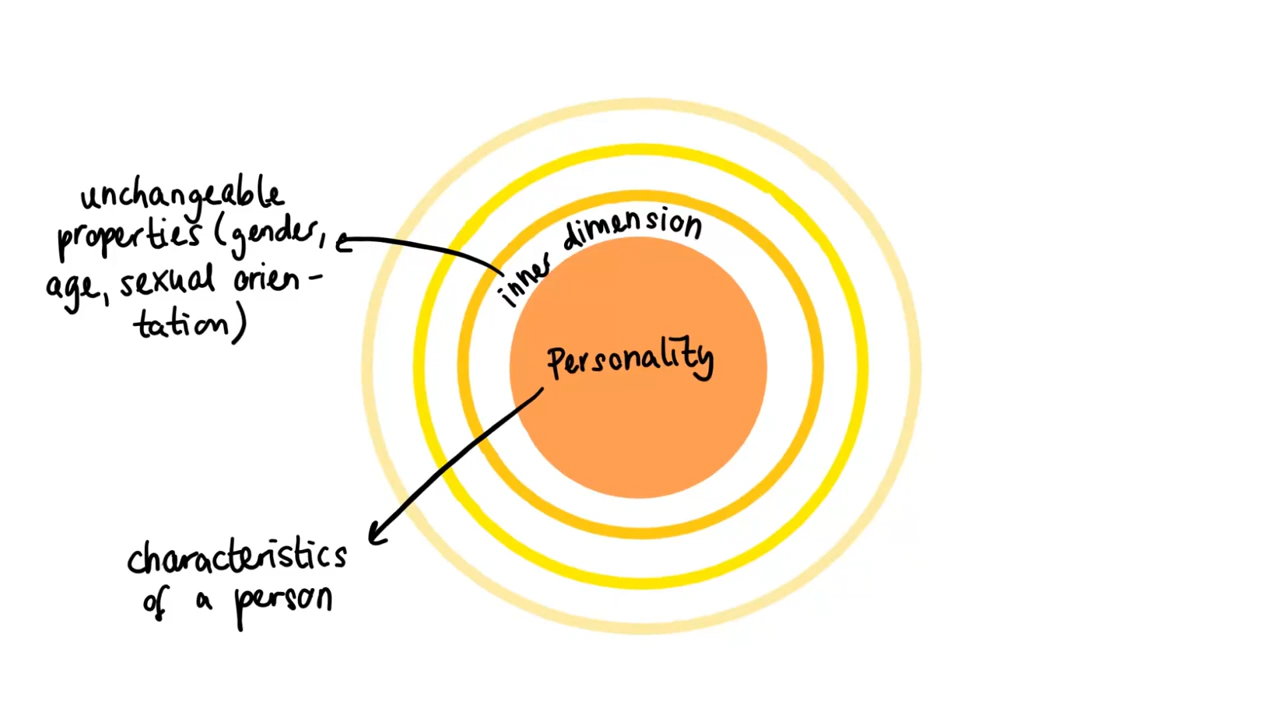 unchangeable
properties (gender,
age, sexual orien-
tation)
inner dimension
Personality
characteristics
of a person